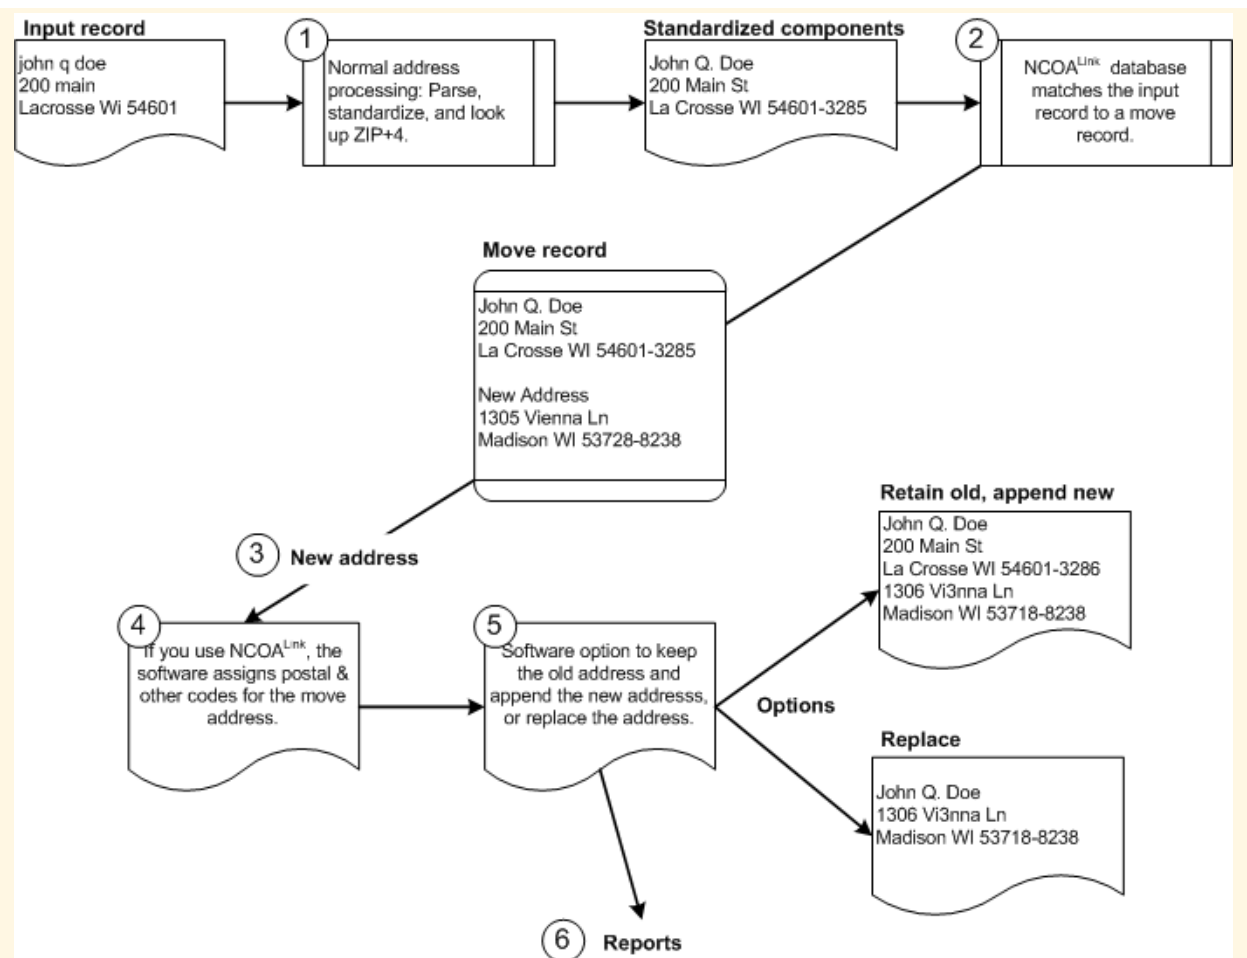 Input record
john q doe
200 main
Lacrosse Wi 54601
1
Normal address
processing: Parse,
standardize, and look
up ZIP+4.
Standardized components
John Q. Doe
200 Main St
La Crosse WI 54601-3285
2
NCOALink database
matches the input
record to a move
record.
Move record
John Q. Doe
200 Main St
La Crosse WI 54601-3285
New Address
1305 Vienna Ln
Madison WI 53728-8238
3 New address
4
If you use NCOALink, the
software assigns postal &
other codes for the move
address.
5
Software option to keep
the old address and
append the new addresss,
or replace the address.
Options
Retain old, append new
John Q. Doe
200 Main St
La Crosse WI 54601-3286
1306 Vi3nna Ln
Madison WI 53718-8238
Replace
John Q. Doe
1306 Vi3nna Ln
Madison WI 53718-8238
6 Reports